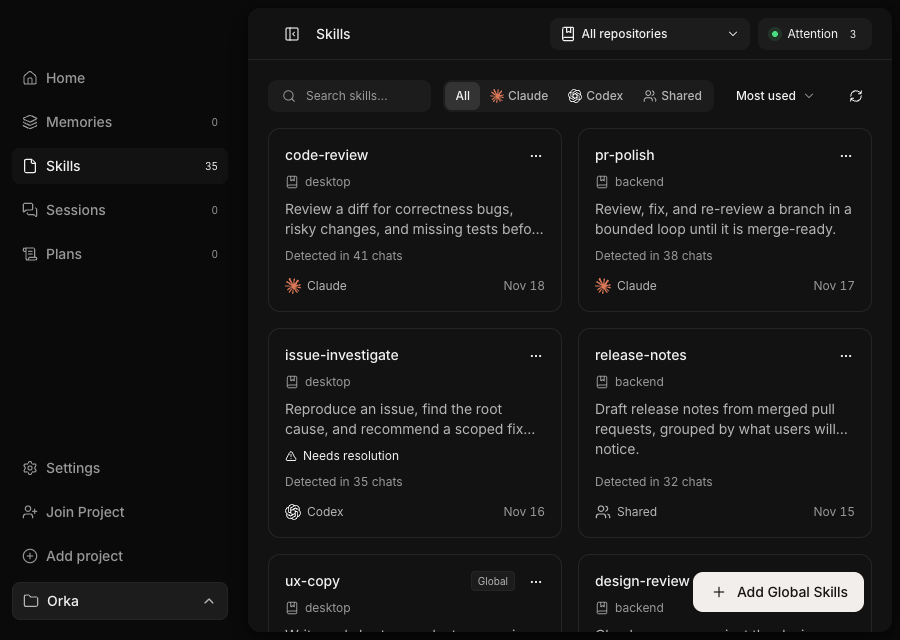 Skills
All repositories
Attention 3
Home
Memories 0
Skills 35
Sessions 0
Plans 0
Settings
Join Project
Add project
Orka
Search skills...
All
Claude
Codex
Shared
Most used
code-review
desktop
Review a diff for correctness bugs,
risky changes, and missing tests befo...
Detected in 41 chats
Claude
Nov 18
pr-polish
backend
Review, fix, and re-review a branch in a
bounded loop until it is merge-ready.
Detected in 38 chats
Claude
Nov 17
issue-investigate
desktop
Reproduce an issue, find the root
cause, and recommend a scoped fix...
Needs resolution
Detected in 35 chats
Codex
Nov 16
release-notes
backend
Draft release notes from merged pull
requests, grouped by what users will...
notice.
Detected in 32 chats
Shared
Nov 15
ux-copy
Global
desktop
design-review
backend
Add Global Skills